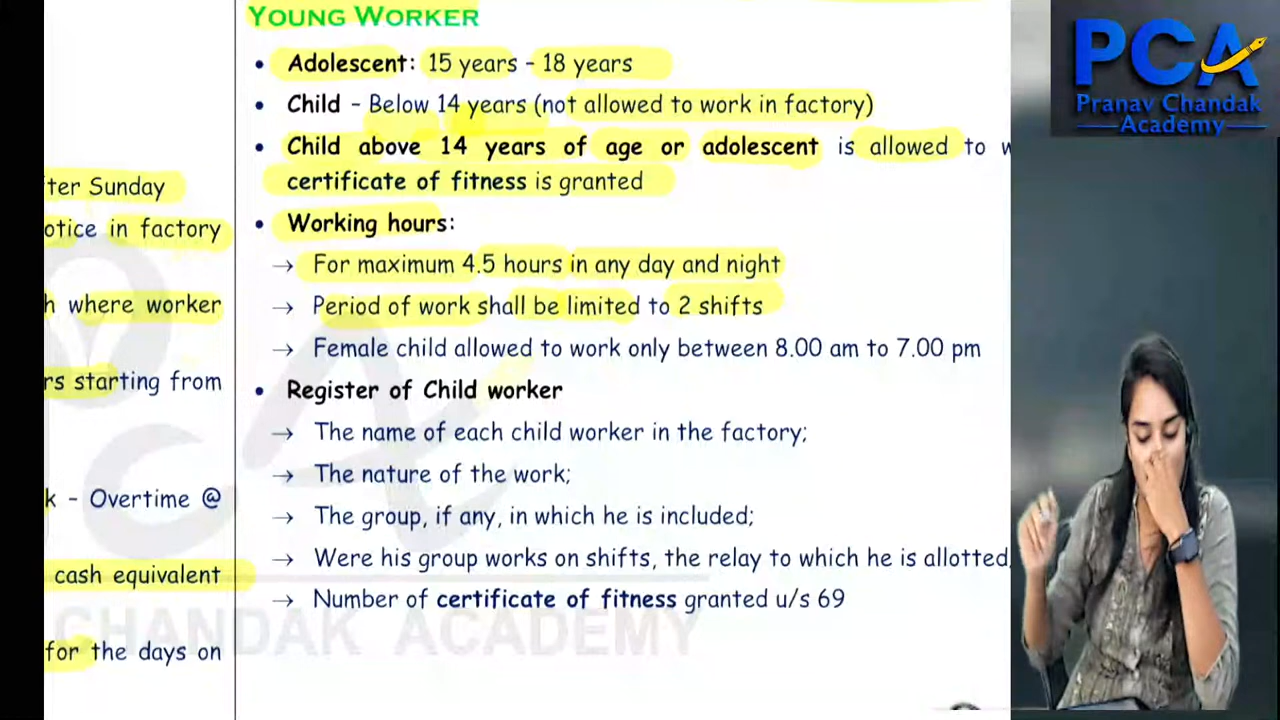 YOUNG WORKER
• Adolescent: 15 years - 18 years
• Child - Below 14 years (not allowed to work in factory)
• Child above 14 years of age or adolescent is allowed to
certificate of fitness is granted
• Working hours:
→ For maximum 4.5 hours in any day and night
→ Period of work shall be limited to 2 shifts
→ Female child allowed to work only between 8.00 am to 7.00 pm
• Register of Child worker
→ The name of each child worker in the factory;
→ The nature of the work;
→ The group, if any, in which he is included;
→ Were his group works on shifts, the relay to which he is allotted.
→ Number of certificate of fitness granted u/s 69
ter Sunday
otice in factory
h where worker
rs starting from
k - Overtime @
cash equivalent
for the days on
CHANDAK ACADEMY
PCA
Pranav Chandak
Academy